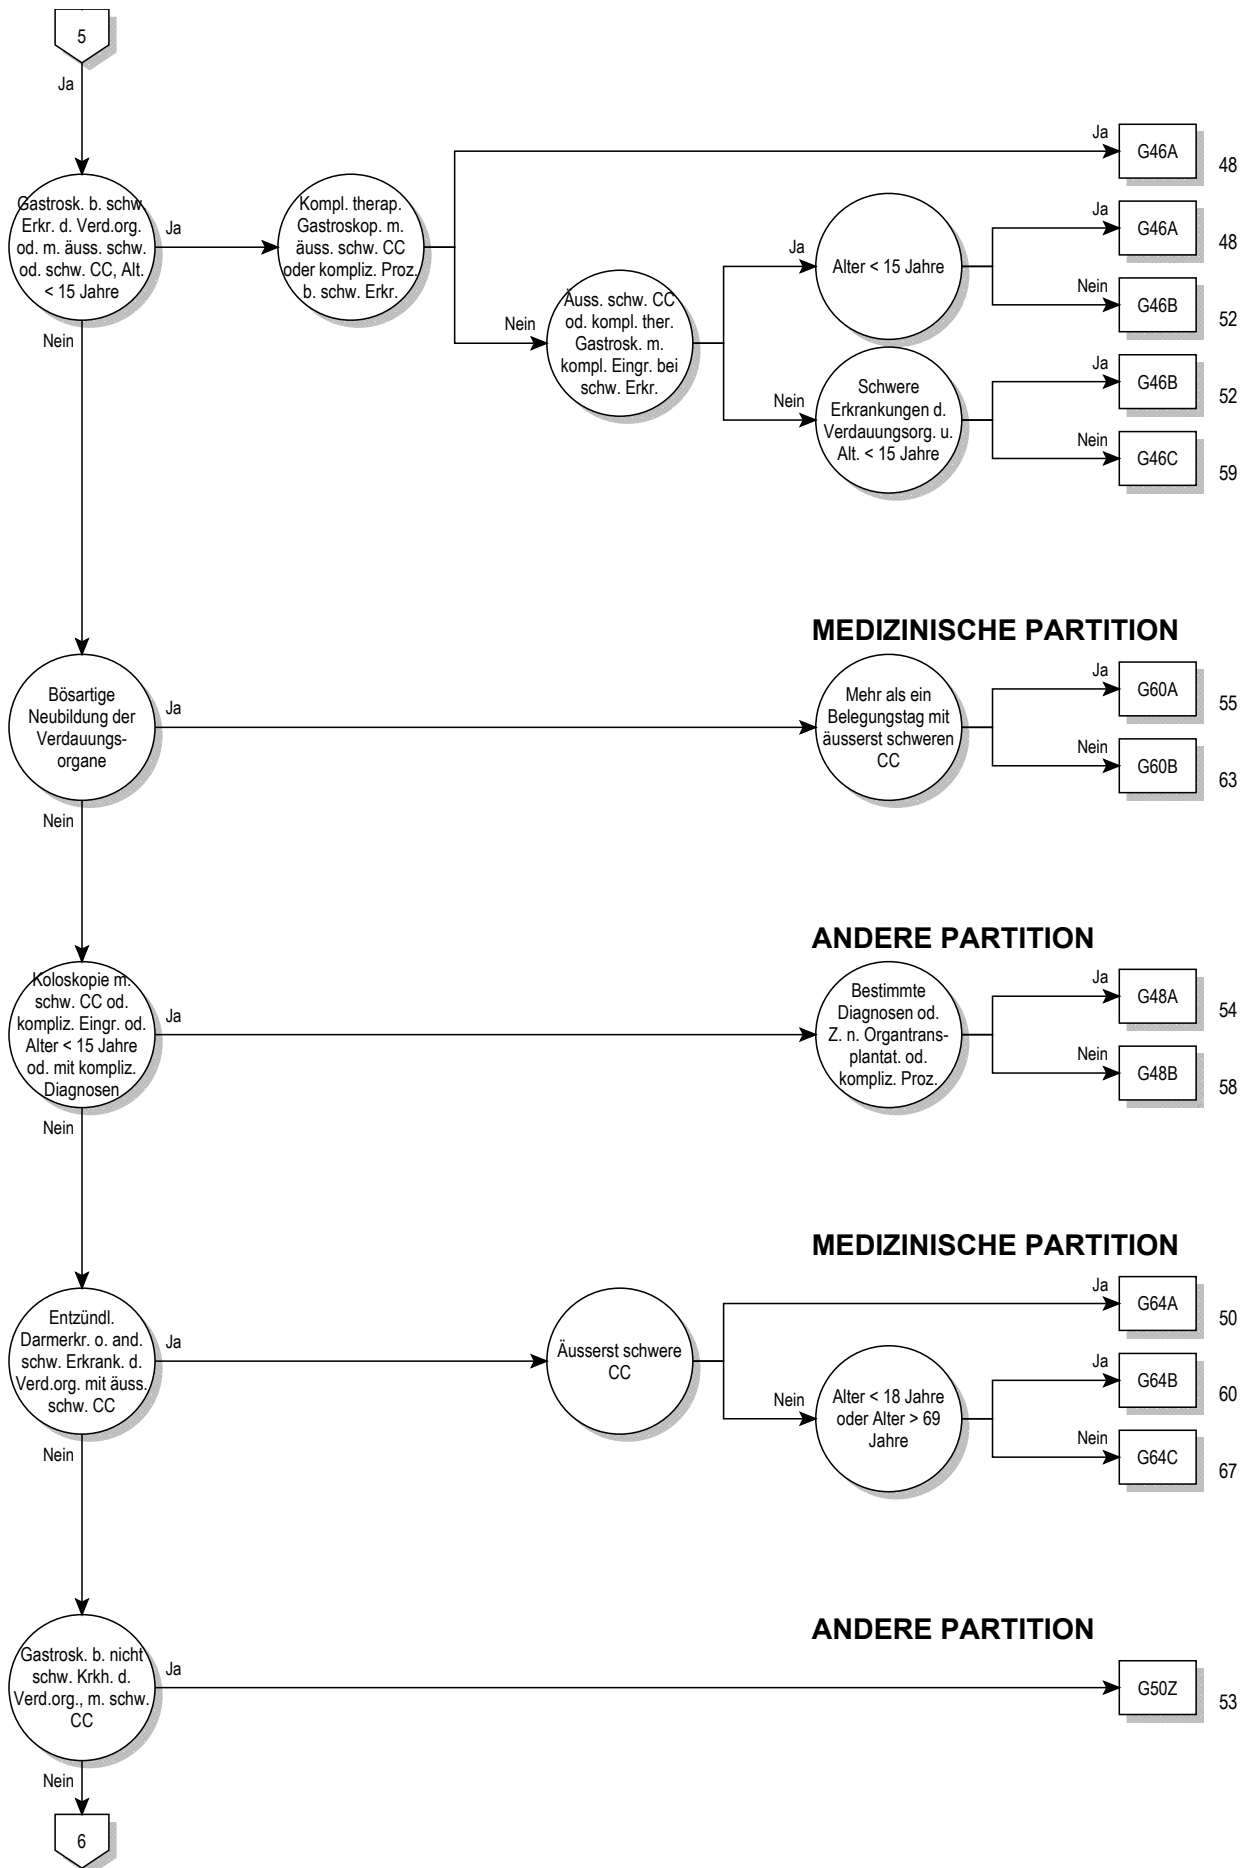 5
Ja
Gastrosk. b. schw.
Erkr. d. Verd.org.
od. m. äuss. schw.
od. schw. CC, Alt.
< 15 Jahre
Ja
Nein
Kompl. therap.
Gastroskop. m.
äuss. schw. CC
oder kompliz. Proz.
b. schw. Erkr.
Ja
G46A
48
Nein
Äuss. schw. CC
od. kompl. ther.
Gastrosk. m.
kompl. Eingr. bei
schw. Erkr.
Ja
Alter < 15 Jahre
Ja
G46A
48
Nein
G46B
52
Nein
Schwere
Erkrankungen d.
Verdauungsorg. u.
Alt. < 15 Jahre
Ja
G46B
52
Nein
G46C
59
MEDIZINISCHE PARTITION
Bösartige
Neubildung der
Verdauungs-
organe
Ja
Nein
Mehr als ein
Belegungstag mit
äusserst schweren
CC
Ja
G60A
55
Nein
G60B
63
ANDERE PARTITION
Koloskopie m.
schw. CC od.
kompliz. Eingr. od.
Alter < 15 Jahre
od. mit kompliz.
Diagnosen
Ja
Nein
Bestimmte
Diagnosen od.
Z. n. Organtrans-
plantat. od.
kompliz. Proz.
Ja
G48A
54
Nein
G48B
58
MEDIZINISCHE PARTITION
Entzündl.
Darmerkr. o. and.
schw. Erkrank. d.
Verd.org. mit äuss.
schw. CC
Ja
Nein
Äusserst schwere
CC
Ja
G64A
50
Nein
Alter < 18 Jahre
oder Alter > 69
Jahre
Ja
G64B
60
Nein
G64C
67
ANDERE PARTITION
Gastrosk. b. nicht
schw. Krkh. d.
Verd.org., m. schw.
CC
Ja
G50Z
53
Nein
6